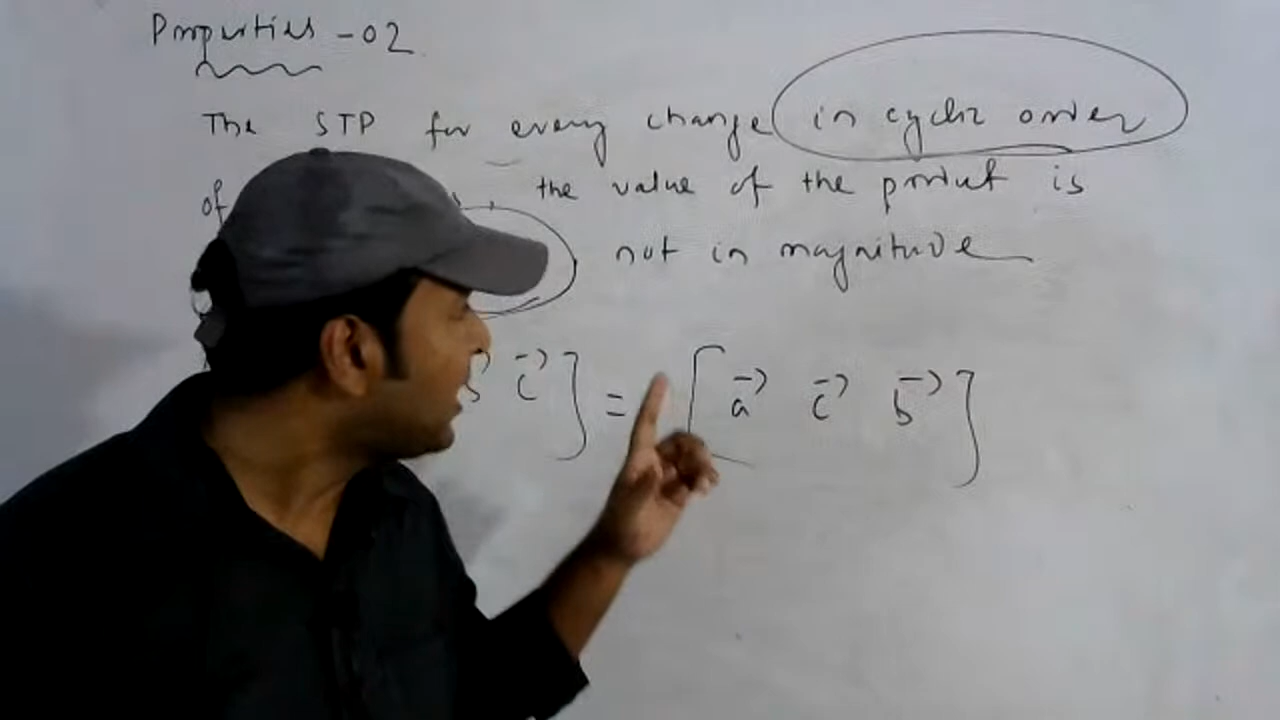 Properties - 02
The STP for every change in cyclic order
of the value of the product is
not in magnitude
b⃗ c⃗ ] = [ a⃗ c⃗ b⃗ ]